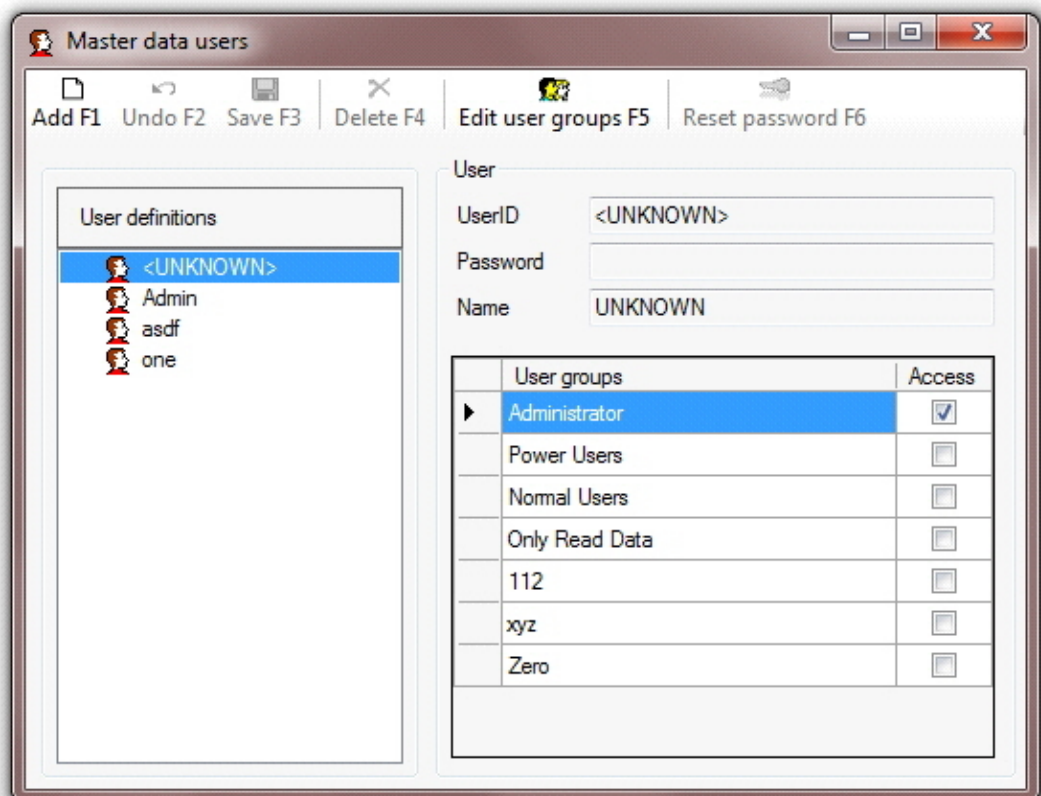 Master data users
Add F1 Undo F2 Save F3 Delete F4 Edit user groups F5 Reset password F6
User definitions
<UNKNOWN>
Admin
asdf
one
User
UserID <UNKNOWN>
Password
Name UNKNOWN
User groups Access
Administrator
Power Users
Normal Users
Only Read Data
112
xyz
Zero